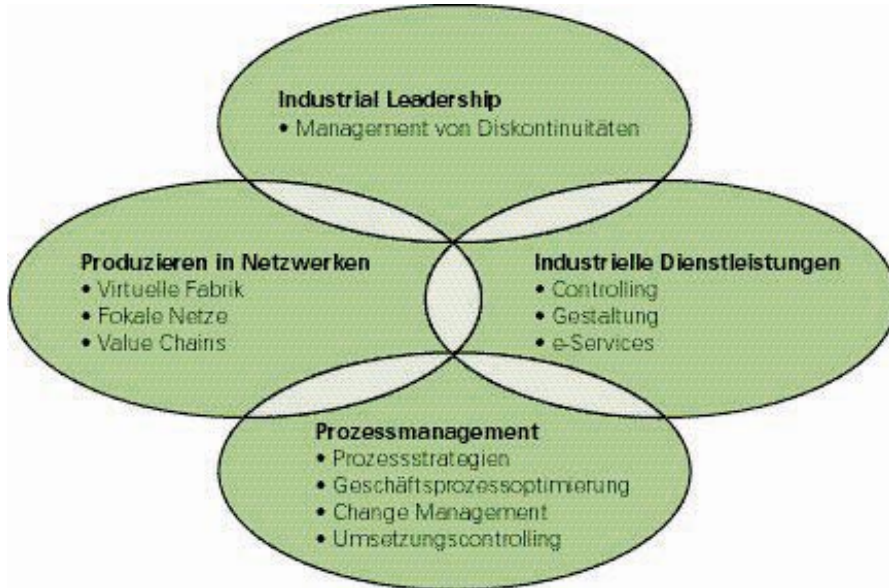 Industrial Leadership
• Management von Diskontinuitäten
Produzieren in Netzwerken
• Virtuelle Fabrik
• Fokale Netze
• Value Chains
Industrielle Dienstleistungen
• Controlling
• Gestaltung
• e-Services
Prozessmanagement
• Prozessstrategien
• Geschäftsprozessoptimierung
• Change Management
• Umsetzungscontrolling